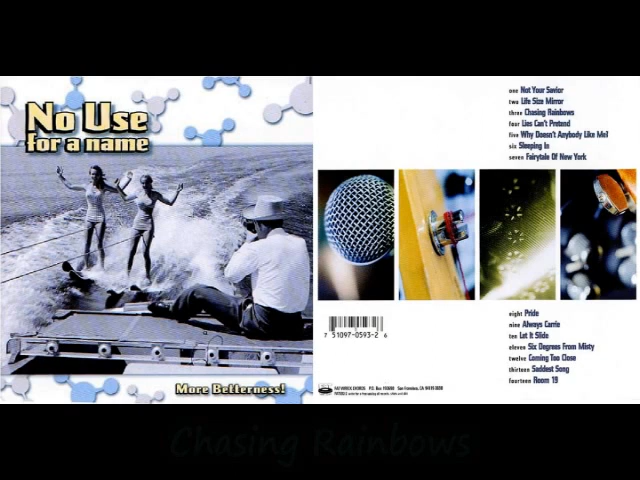 No Use
for a name
More Betterness!
one Not Your Savior
two Life Size Mirror
three Chasing Rainbows
four Lies Can't Pretend
five Why Doesn't Anybody Like Me?
six Sleeping In
seven Fairytale Of New York
eight Pride
nine Always Carrie
ten Let It Slide
eleven Six Degrees From Misty
twelve Coming Too Close
thirteen Saddest Song
fourteen Room 19
7 51097-0593-2 6
Chasing Rainbows